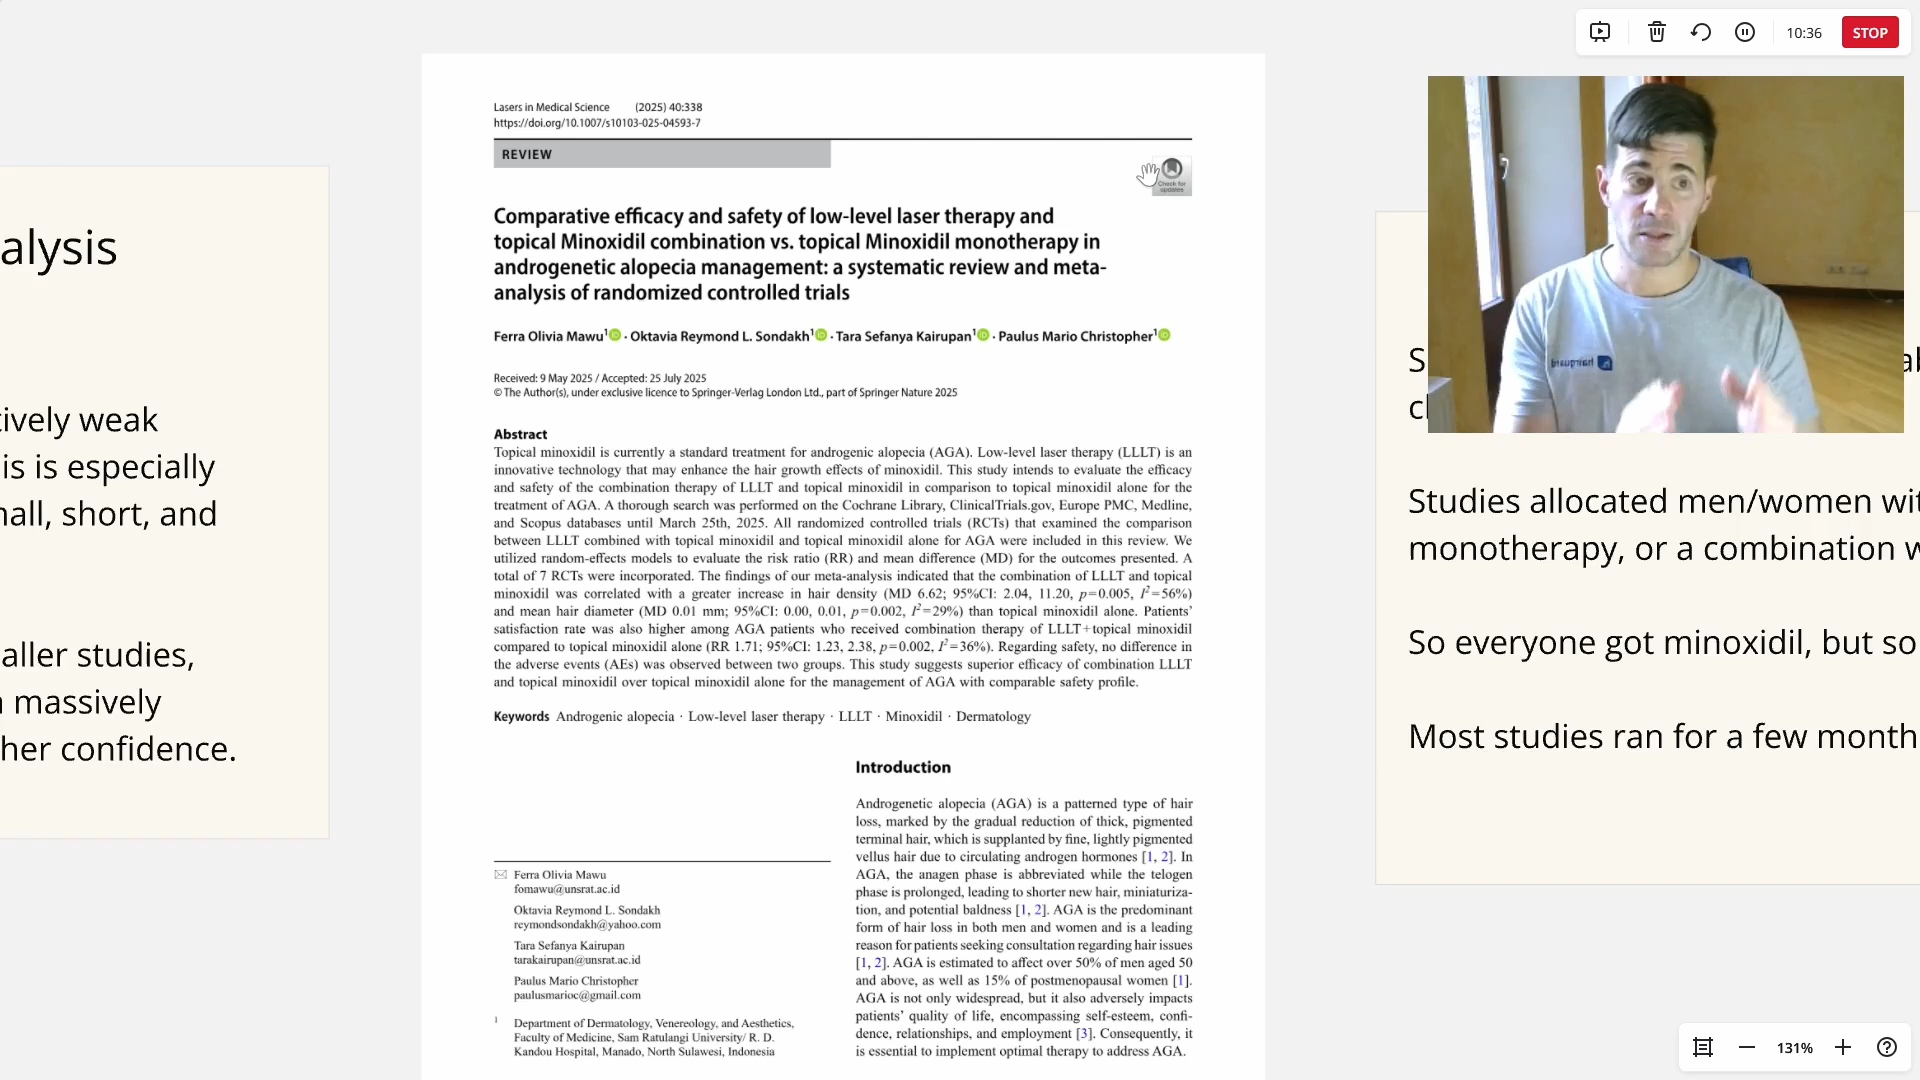 10:36
STOP
alysis
tively weak
is is especially
nall, short, and
aller studies,
massively
her confidence.
Lasers in Medical Science (2025) 40:338
https://doi.org/10.1007/s10103-025-04593-7
REVIEW
Check for
updates
Comparative efficacy and safety of low-level laser therapy and
topical Minoxidil combination vs. topical Minoxidil monotherapy in
androgenetic alopecia management: a systematic review and meta-
analysis of randomized controlled trials
Ferra Olivia Mawu¹ · Oktavia Reymond L. Sondakh¹ · Tara Sefanya Kairupan¹ · Paulus Mario Christopher¹
Received: 9 May 2025 / Accepted: 25 July 2025
© The Author(s), under exclusive licence to Springer-Verlag London Ltd., part of Springer Nature 2025
Abstract
Topical minoxidil is currently a standard treatment for androgenic alopecia (AGA). Low-level laser therapy (LLLT) is an
innovative technology that may enhance the hair growth effects of minoxidil. This study intends to evaluate the efficacy
and safety of the combination therapy of LLLT and topical minoxidil in comparison to topical minoxidil alone for the
treatment of AGA. A thorough search was performed on the Cochrane Library, ClinicalTrials.gov, Europe PMC, Medline,
and Scopus databases until March 25th, 2025. All randomized controlled trials (RCTs) that examined the comparison
between LLLT combined with topical minoxidil and topical minoxidil alone for AGA were included in this review. We
utilized random-effects models to evaluate the risk ratio (RR) and mean difference (MD) for the outcomes presented. A
total of 7 RCTs were incorporated. The findings of our meta-analysis indicated that the combination of LLLT and topical
minoxidil was correlated with a greater increase in hair density (MD 6.62; 95%CI: 2.04, 11.20, p=0.005, I²=56%)
and mean hair diameter (MD 0.01 mm; 95%CI: 0.00, 0.01, p=0.002, I²=29%) than topical minoxidil alone. Patients'
satisfaction rate was also higher among AGA patients who received combination therapy of LLLT+topical minoxidil
compared to topical minoxidil alone (RR 1.71; 95%CI: 1.23, 2.38, p=0.002, I²=36%). Regarding safety, no difference in
the adverse events (AEs) was observed between two groups. This study suggests superior efficacy of combination LLLT
and topical minoxidil over topical minoxidil alone for the management of AGA with comparable safety profile.
Keywords Androgenic alopecia · Low-level laser therapy · LLLT · Minoxidil · Dermatology
Ferra Olivia Mawu
fomawu@unsrat.ac.id
Oktavia Reymond L. Sondakh
reymondsondakh@yahoo.com
Tara Sefanya Kairupan
tarakairupan@unsrat.ac.id
Paulus Mario Christopher
paulusmarioc@gmail.com
1 Department of Dermatology, Venereology, and Aesthetics,
Faculty of Medicine, Sam Ratulangi University/ R. D.
Kandou Hospital, Manado, North Sulawesi, Indonesia
Introduction
Androgenetic alopecia (AGA) is a patterned type of hair
loss, marked by the gradual reduction of thick, pigmented
terminal hair, which is supplanted by fine, lightly pigmented
vellus hair due to circulating androgen hormones [1, 2]. In
AGA, the anagen phase is abbreviated while the telogen
phase is prolonged, leading to shorter new hair, miniaturiza-
tion, and potential baldness [1, 2]. AGA is the predominant
form of hair loss in both men and women and is a leading
reason for patients seeking consultation regarding hair issues
[1, 2]. AGA is estimated to affect over 50% of men aged 50
and above, as well as 15% of postmenopausal women [1].
AGA is not only widespread, but it also adversely impacts
patients' quality of life, encompassing self-esteem, confi-
dence, relationships, and employment [3]. Consequently, it
is essential to implement optimal therapy to address AGA.
hairguard
Studies allocated men/women wit
monotherapy, or a combination w
So everyone got minoxidil, but so
Most studies ran for a few month
131%